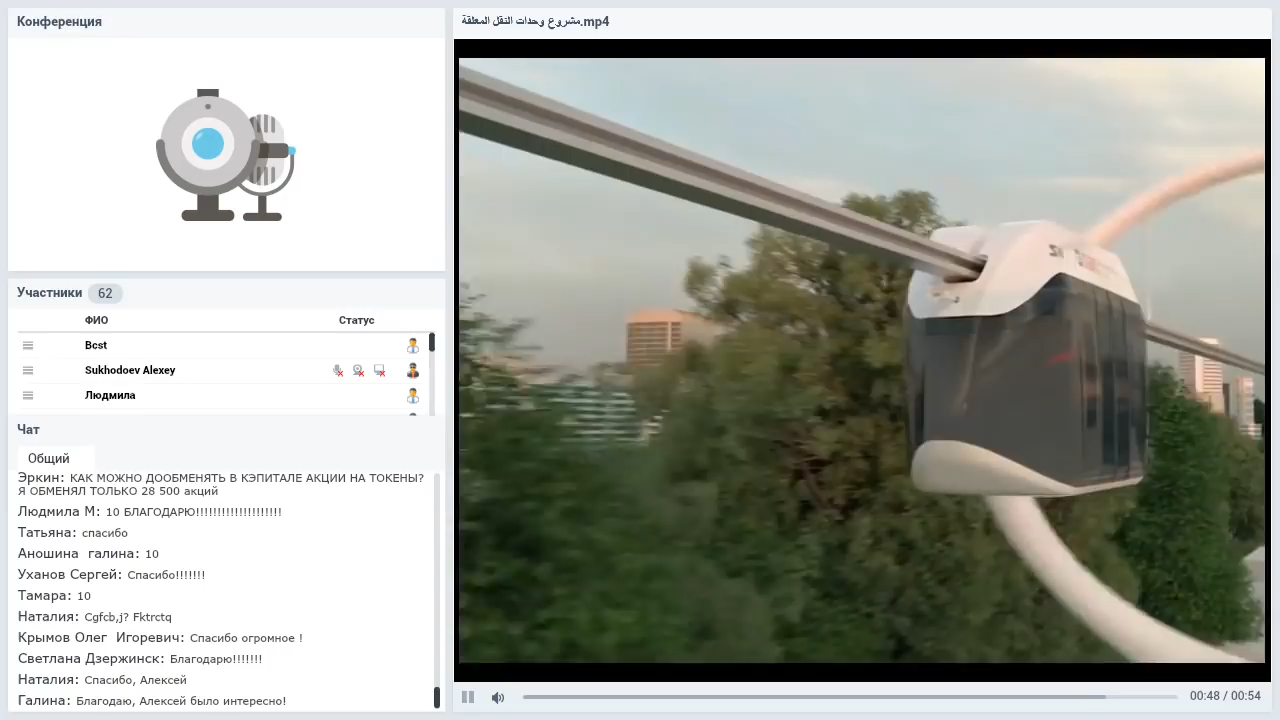 Конференция
Участники 62
ФИО Статус
Bcst
Sukhodoev Alexey
Людмила
Чат
Общий
Эркин: КАК МОЖНО ДООБМЕНЯТЬ В КЭПИТАЛЕ АКЦИИ НА ТОКЕНЫ?
Я ОБМЕНЯЛ ТОЛЬКО 28 500 акций
Людмила М: 10 БЛАГОДАРЮ!!!!!!!!!!!!!!!!!!!!
Татьяна: спасибо
Аношина галина: 10
Уханов Сергей: Спасибо!!!!!!!
Тамара: 10
Наталия: Cgfcb,j? Fktrctq
Крымов Олег Игоревич: Спасибо огромное !
Светлана Дзержинск: Благодарю!!!!!!!
Наталия: Спасибо, Алексей
Галина: Благодаю, Алексей было интересно!
مشروع وحدات النقل المعلقة.mp4
00:48 / 00:54